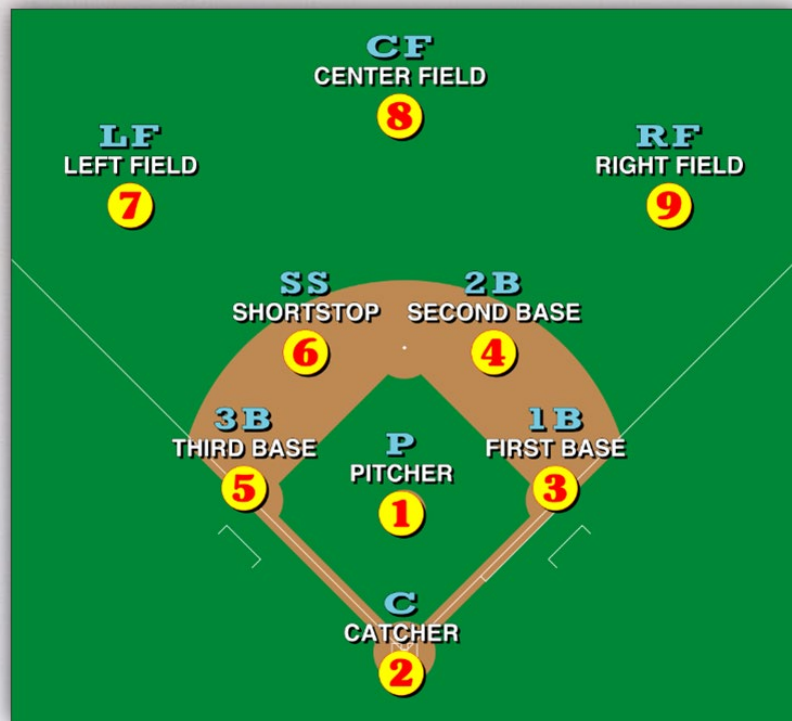 CF
CENTER FIELD
8
LF
LEFT FIELD
7
RF
RIGHT FIELD
9
SS
SHORTSTOP
6
2B
SECOND BASE
4
3B
THIRD BASE
5
P
PITCHER
1
1B
FIRST BASE
3
C
CATCHER
2